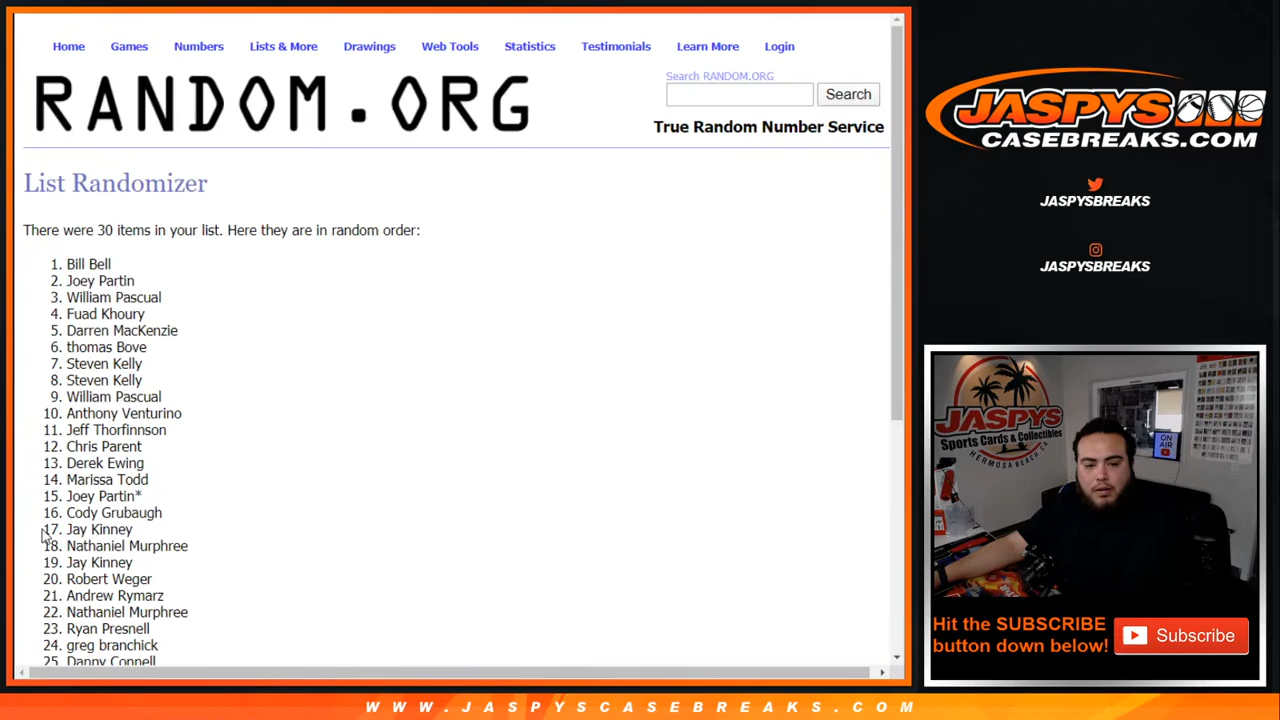 Home Games Numbers Lists & More Drawings Web Tools Statistics Testimonials Learn More Login
RANDOM.ORG
Search RANDOM.ORG
Search
True Random Number Service
List Randomizer
There were 30 items in your list. Here they are in random order:
1. Bill Bell
2. Joey Partin
3. William Pascual
4. Fuad Khoury
5. Darren MacKenzie
6. thomas Bove
7. Steven Kelly
8. Steven Kelly
9. William Pascual
10. Anthony Venturino
11. Jeff Thorfinnson
12. Chris Parent
13. Derek Ewing
14. Marissa Todd
15. Joey Partin*
16. Cody Grubaugh
17. Jay Kinney
18. Nathaniel Murphree
19. Jay Kinney
20. Robert Weger
21. Andrew Rymarz
22. Nathaniel Murphree
23. Ryan Presnell
24. greg branchick
25. Danny Connell
JASPYS
CASEBREAKS.COM
JASPYSBREAKS
JASPYSBREAKS
JASPYS
Sports Cards & Collectibles
HERMOSA BEACH, CA
ON
AIR
Hit the SUBSCRIBE
button down below!
Subscribe
WWW.JASPYSCASEBREAKS.COM